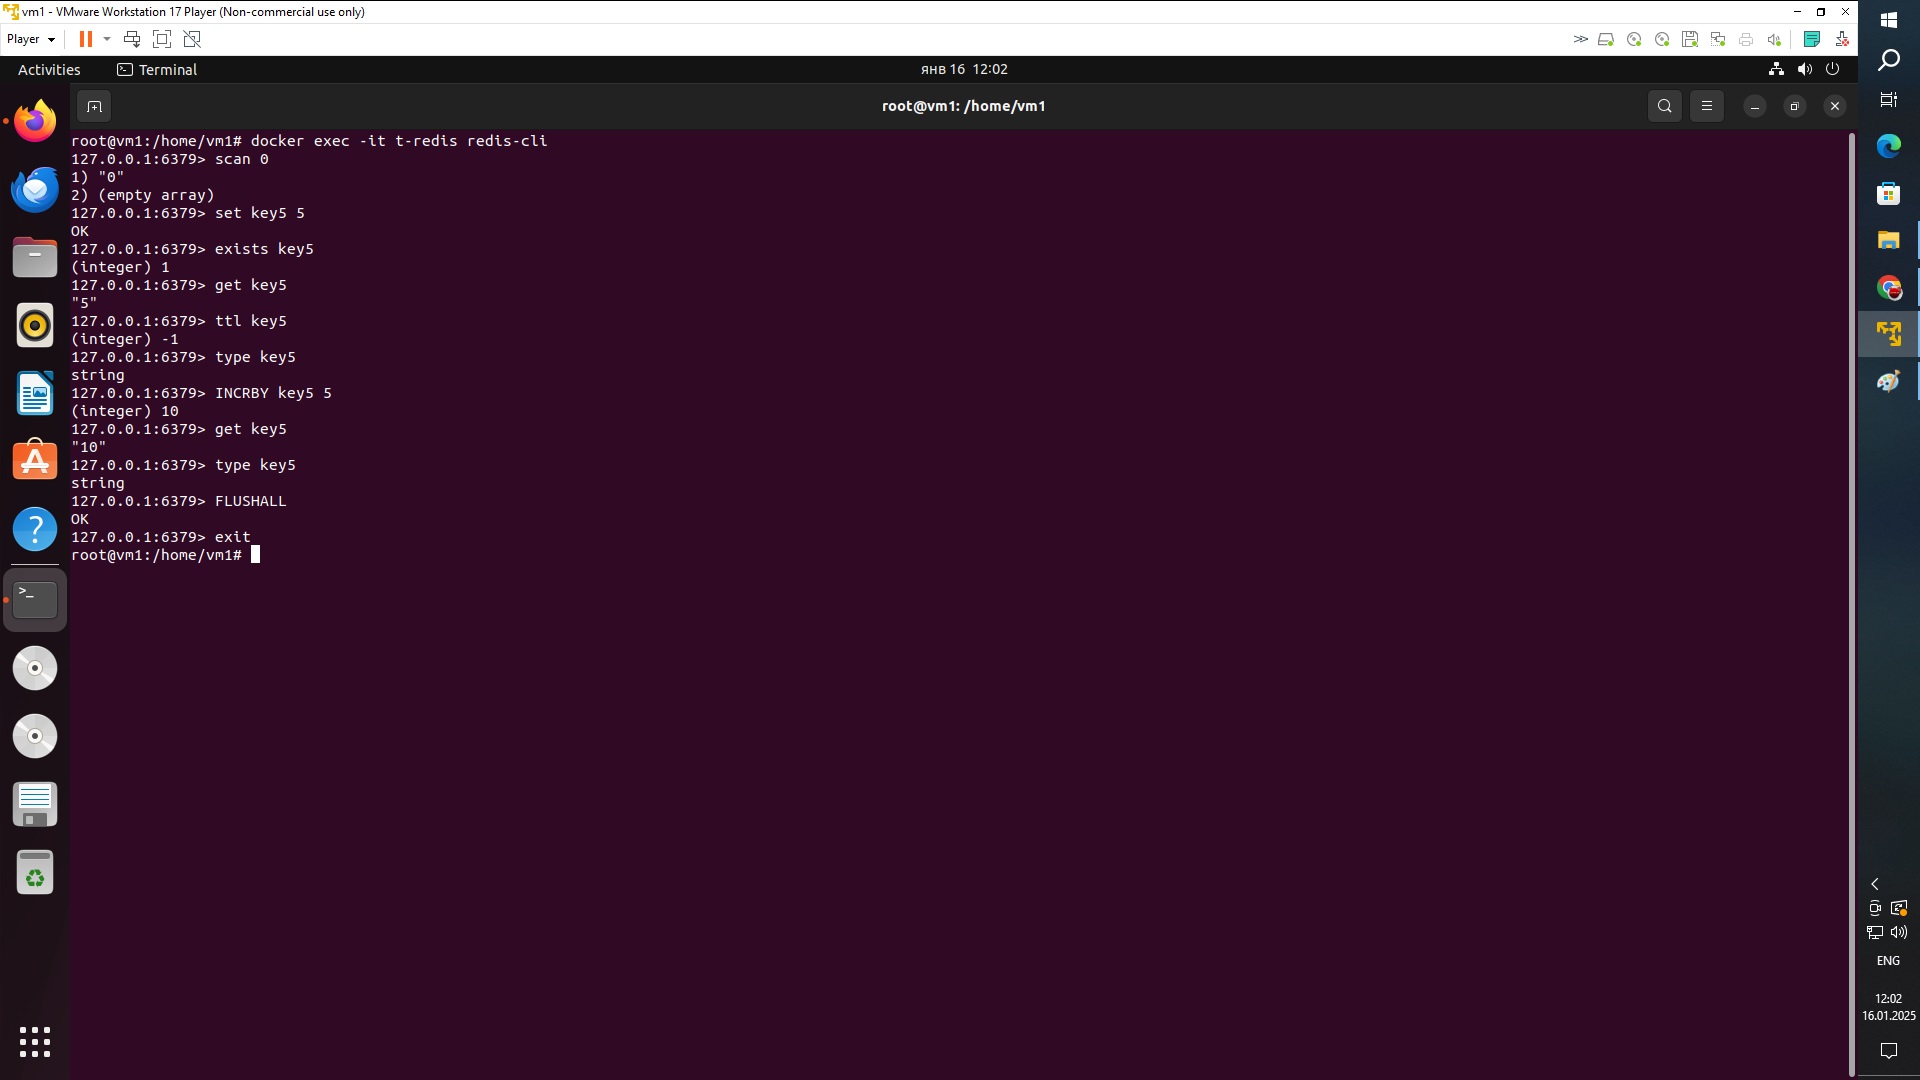 vm1 - VMware Workstation 17 Player (Non-commercial use only)
Player
Activities
Terminal
янв 16 12:02
root@vm1: /home/vm1
root@vm1:/home/vm1# docker exec -it t-redis redis-cli
127.0.0.1:6379> scan 0
1) "0"
2) (empty array)
127.0.0.1:6379> set key5 5
OK
127.0.0.1:6379> exists key5
(integer) 1
127.0.0.1:6379> get key5
"5"
127.0.0.1:6379> ttl key5
(integer) -1
127.0.0.1:6379> type key5
string
127.0.0.1:6379> INCRBY key5 5
(integer) 10
127.0.0.1:6379> get key5
"10"
127.0.0.1:6379> type key5
string
127.0.0.1:6379> FLUSHALL
OK
127.0.0.1:6379> exit
root@vm1:/home/vm1#
ENG
12:02
16.01.2025